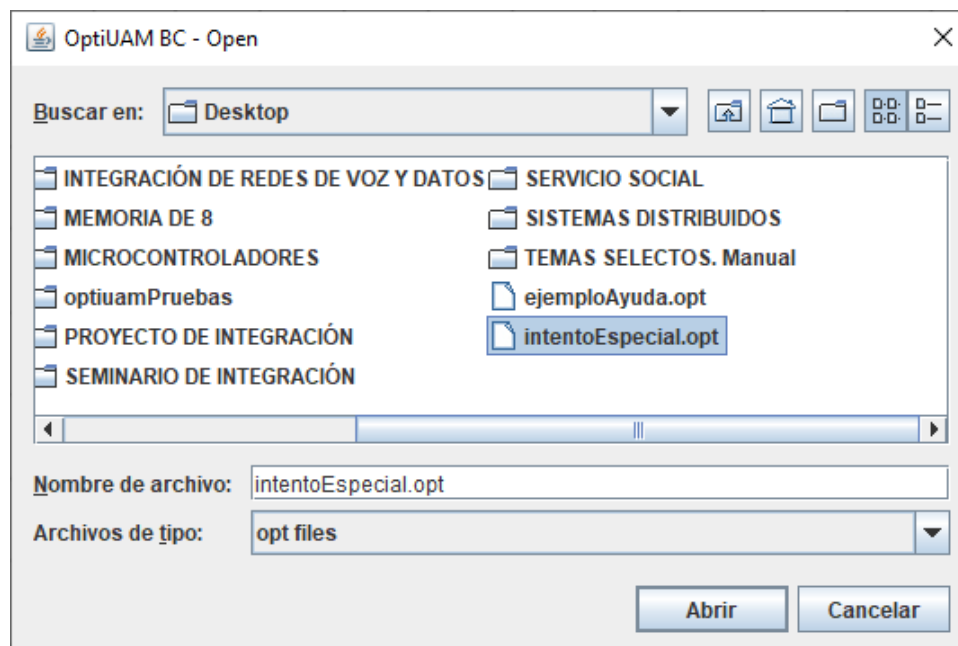 OptiUAM BC - Open
Buscar en: Desktop
INTEGRACIÓN DE REDES DE VOZ Y DATOS SERVICIO SOCIAL
MEMORIA DE 8 SISTEMAS DISTRIBUIDOS
MICROCONTROLADORES TEMAS SELECTOS. Manual
optiuamPruebas ejemploAyuda.opt
PROYECTO DE INTEGRACIÓN intentoEspecial.opt
SEMINARIO DE INTEGRACIÓN
Nombre de archivo: intentoEspecial.opt
Archivos de tipo: opt files
Abrir Cancelar